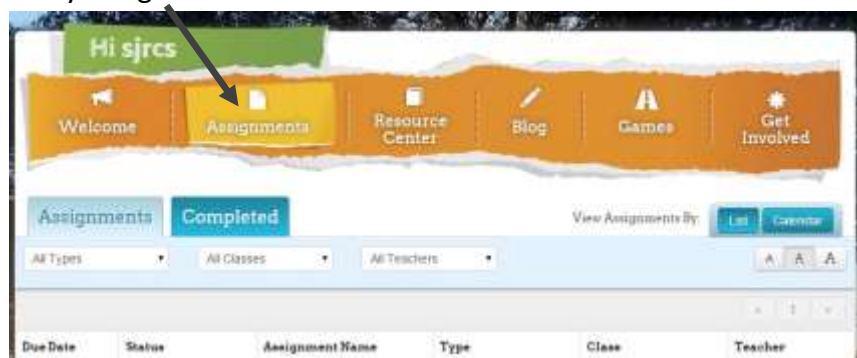 Hi sjrcs
Welcome Assignments Resource Center Blog Games Get Involved
Assignments Completed View Assignments By: List Calendar
All Types All Classes All Teachers A A A
1
Due Date Status Assignment Name Type Class Teacher